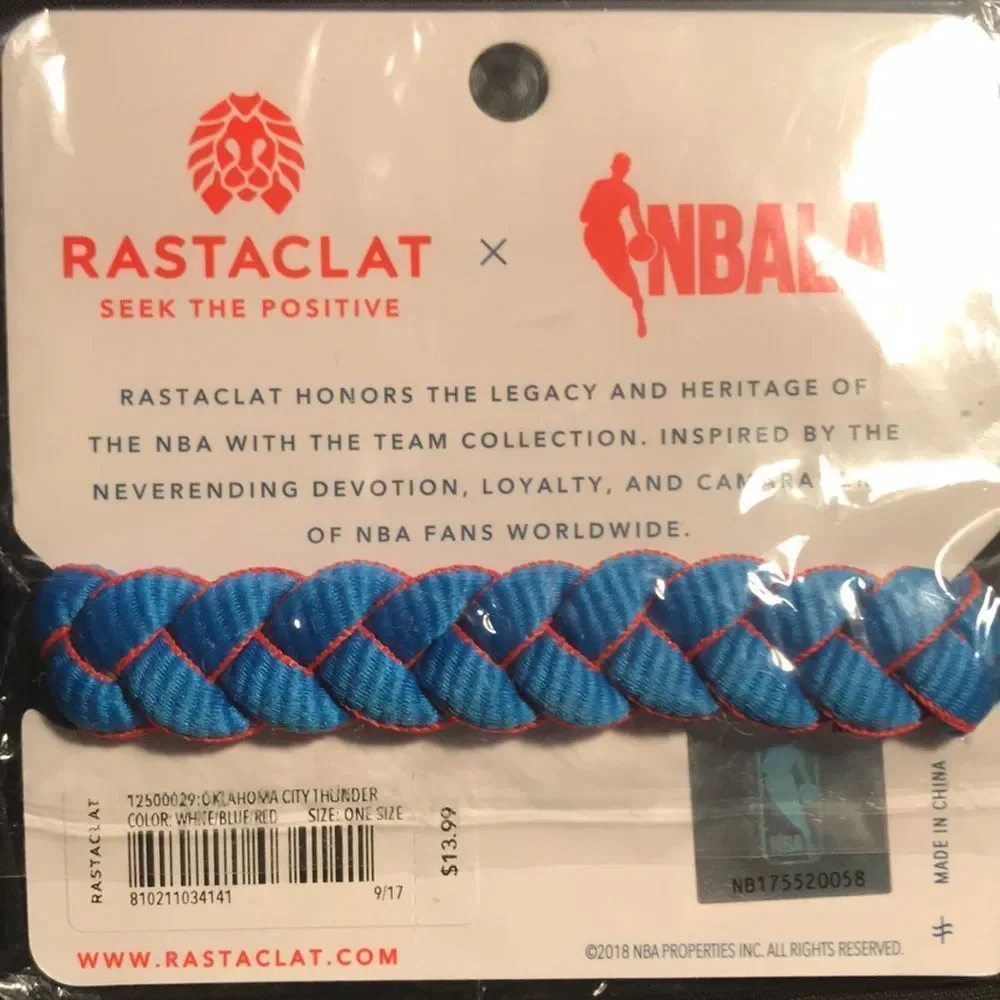 RASTACLAT
SEEK THE POSITIVE
×
NBALA
RASTACLAT HONORS THE LEGACY AND HERITAGE OF
THE NBA WITH THE TEAM COLLECTION. INSPIRED BY THE
NEVERENDING DEVOTION, LOYALTY, AND
OF NBA FANS WORLDWIDE.
RASTACLAT
12500029:OKLAHOMA CITY THUNDER
COLOR: WHITE/BLUE/RED SIZE: ONE SIZE
810211034141 9/17
$13.99
NBA
NB175520058
MADE IN CHINA
WWW.RASTACLAT.COM
©2018 NBA PROPERTIES INC. ALL RIGHTS RESERVED.